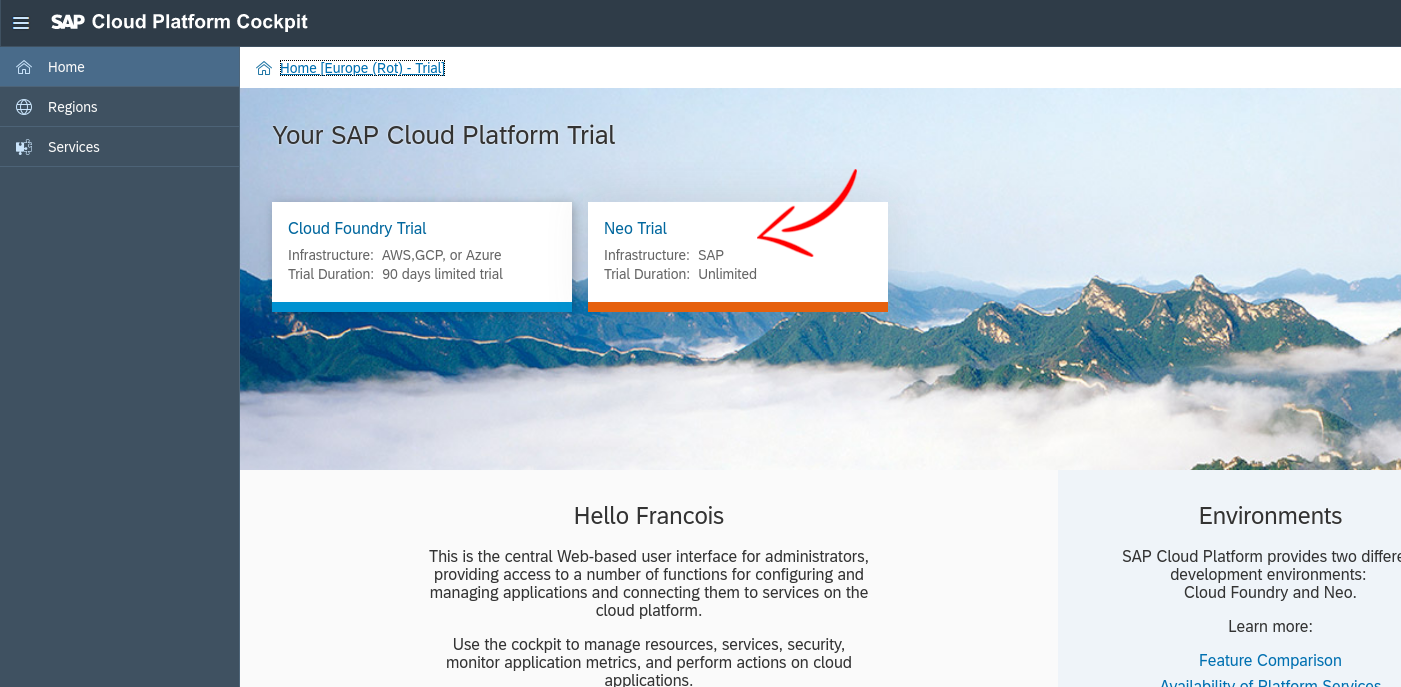 SAP Cloud Platform Cockpit
Home
Regions
Services
Home [Europe (Rot) - Trial]
Your SAP Cloud Platform Trial
Cloud Foundry Trial
Infrastructure: AWS,GCP, or Azure
Trial Duration: 90 days limited trial
Neo Trial
Infrastructure: SAP
Trial Duration: Unlimited
Hello Francois
This is the central Web-based user interface for administrators,
providing access to a number of functions for configuring and
managing applications and connecting them to services on the
cloud platform.
Use the cockpit to manage resources, services, security,
monitor application metrics, and perform actions on cloud
applications.
Environments
SAP Cloud Platform provides two differe
development environments:
Cloud Foundry and Neo.
Learn more:
Feature Comparison
Availability of Platform Services